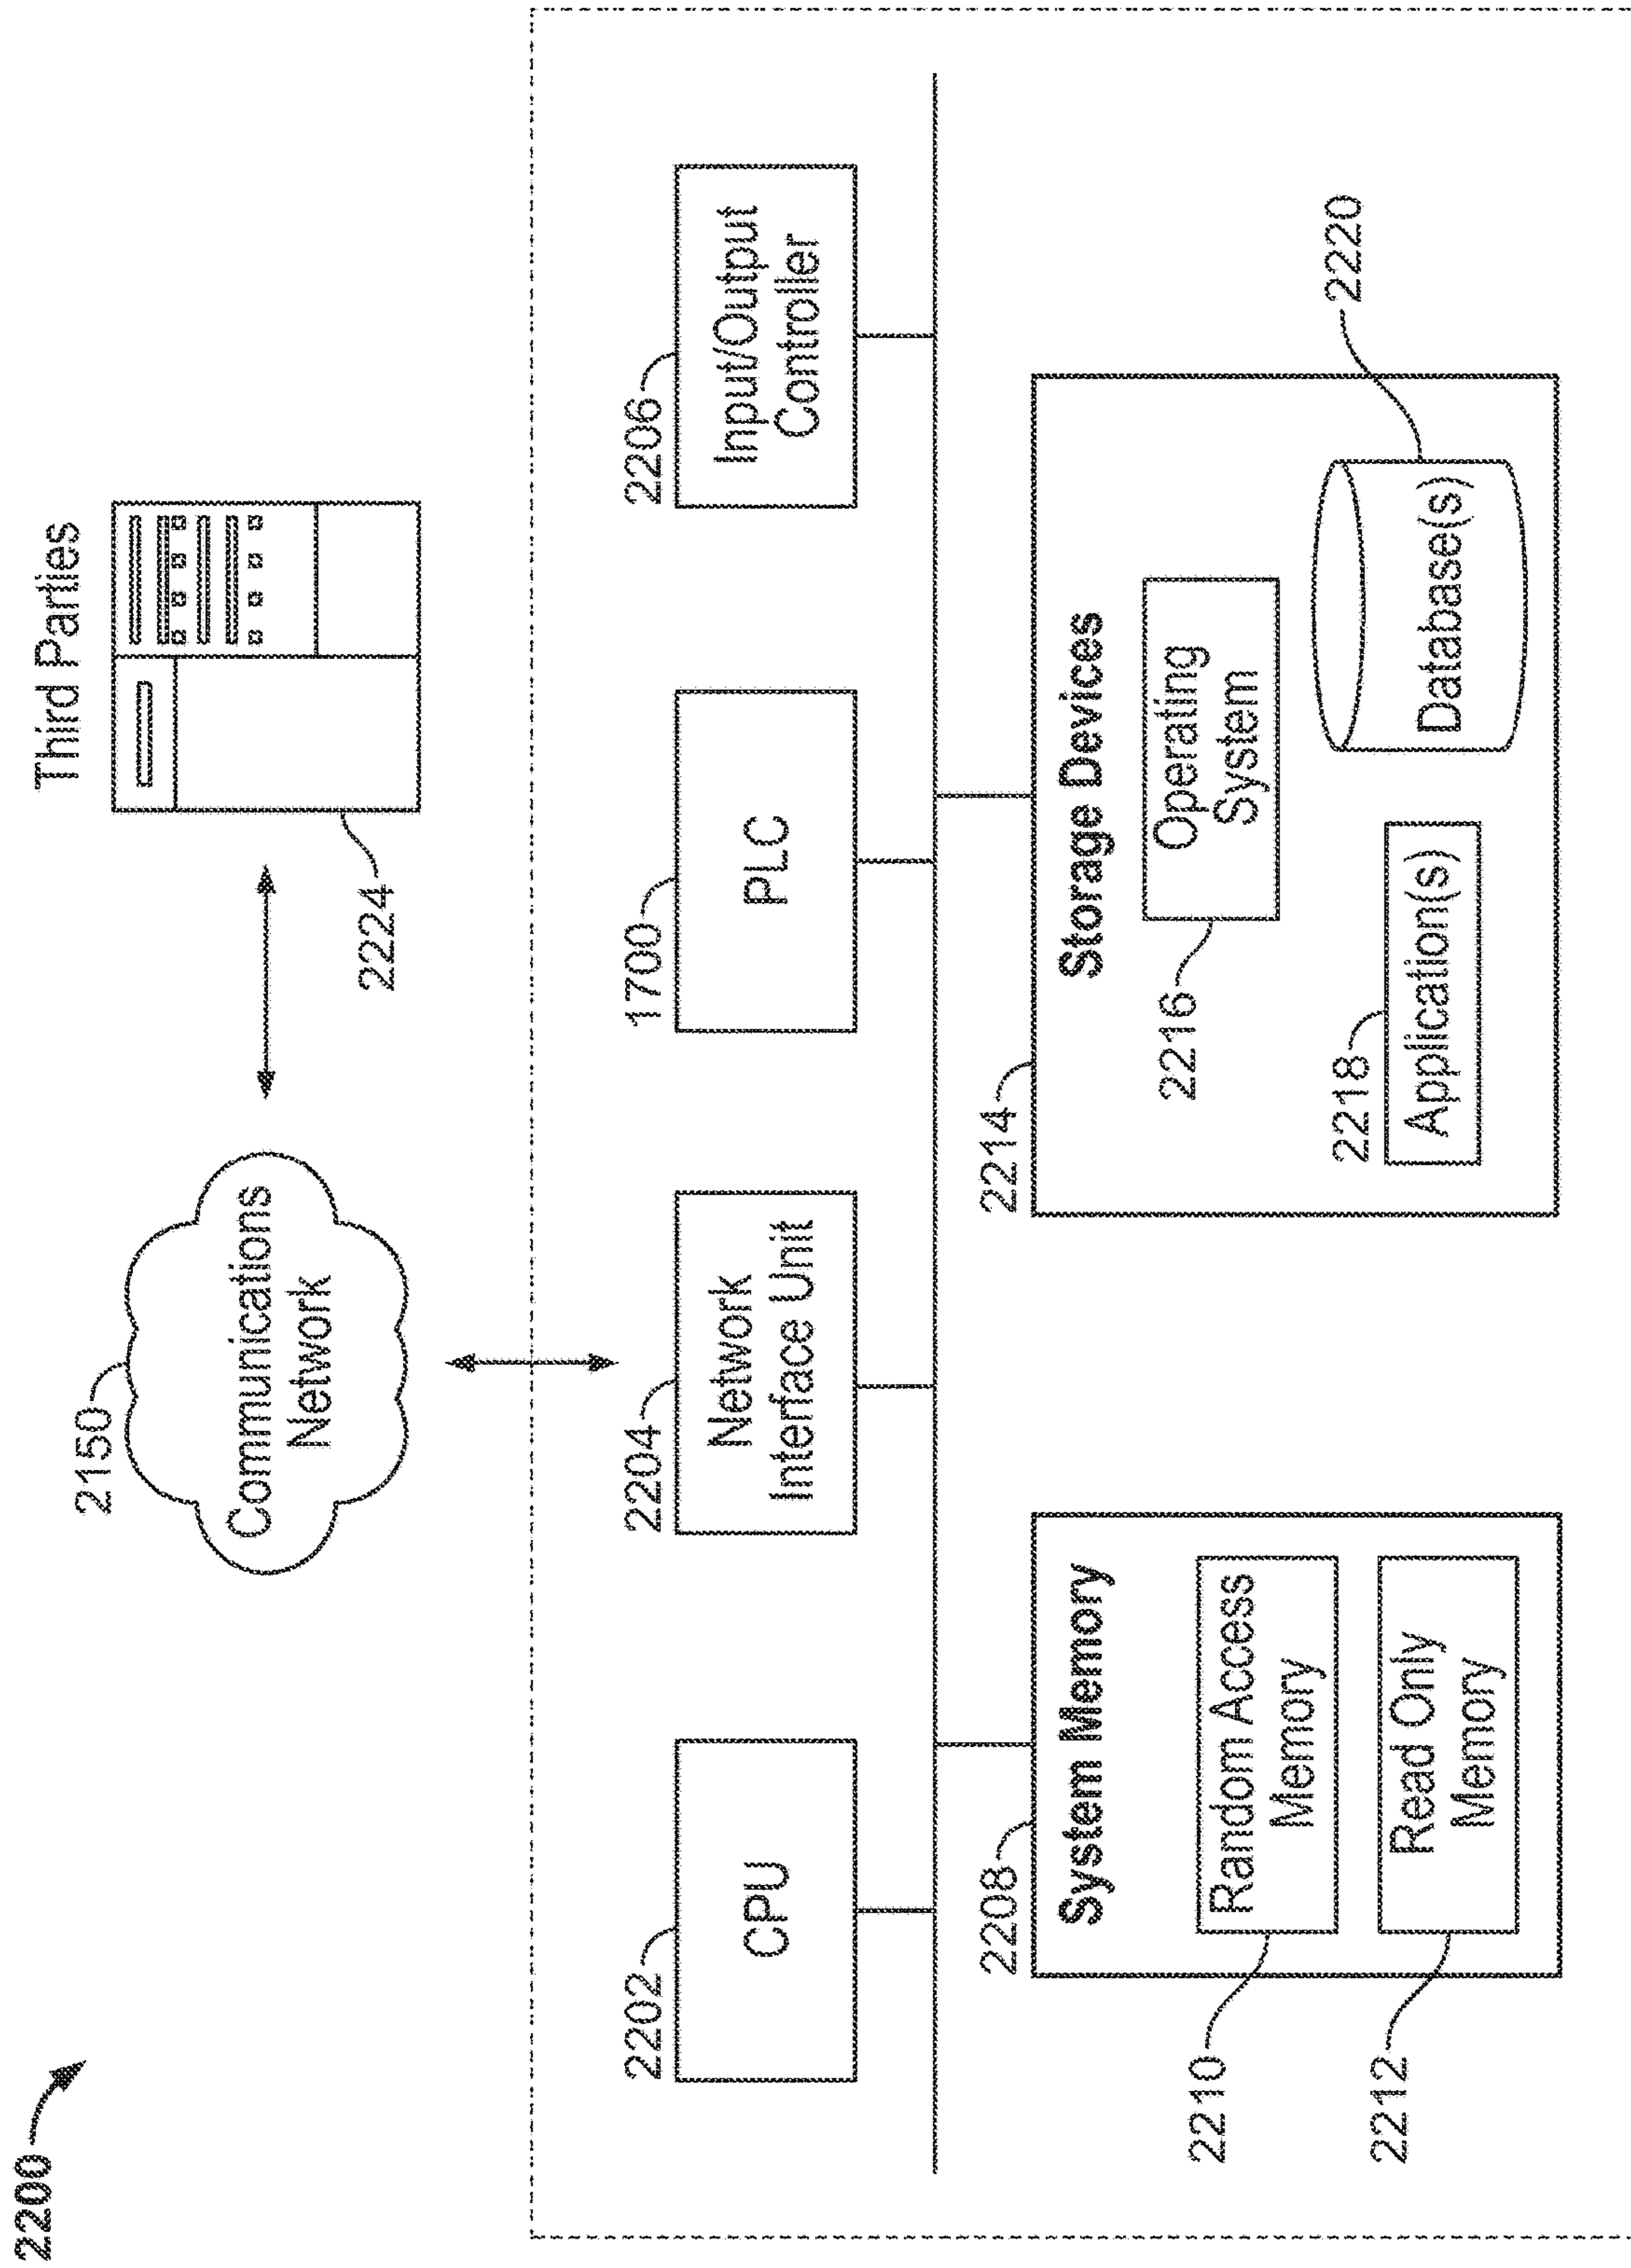 2200
2150
Communications
Network
Third Parties
2224
2202
CPU
2204
Network
Interface Unit
1700
PLC
2206
Input/Output
Controller
2208
System Memory
2210
Random Access
Memory
2212
Read Only
Memory
2214
Storage Devices
2216
Operating
System
2218
Application(s)
Database(s)
2220